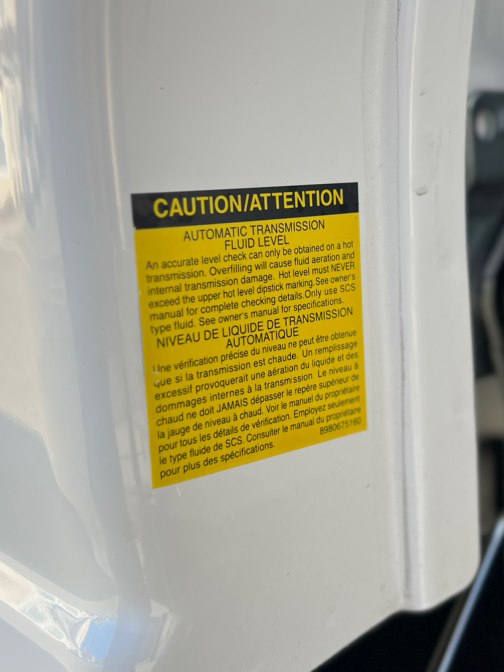 CAUTION/ATTENTION
AUTOMATIC TRANSMISSION
FLUID LEVEL
An accurate level check can only be obtained on a hot
transmission. Overfilling will cause fluid aeration and
internal transmission damage. Hot level must NEVER
exceed the upper hot level dipstick marking. See owner's
manual for complete checking details. Only use SCS
type fluid. See owner's manual for specifications.
NIVEAU DE LIQUIDE DE TRANSMISSION
AUTOMATIQUE
Une vérification précise du niveau ne peut être obtenue
que si la transmission est chaude. Un remplissage
excessif provoquerait une aération du liquide et des
dommages internes à la transmission. Le niveau à
chaud ne doit JAMAIS dépasser le repère supérieur de
la jauge de niveau à chaud. Voir le manuel du propriétaire
pour tous les détails de vérification. Employez seulement
le type fluide de SCS. Consulter le manuel du propriétaire
pour plus des spécifications. 8980675160